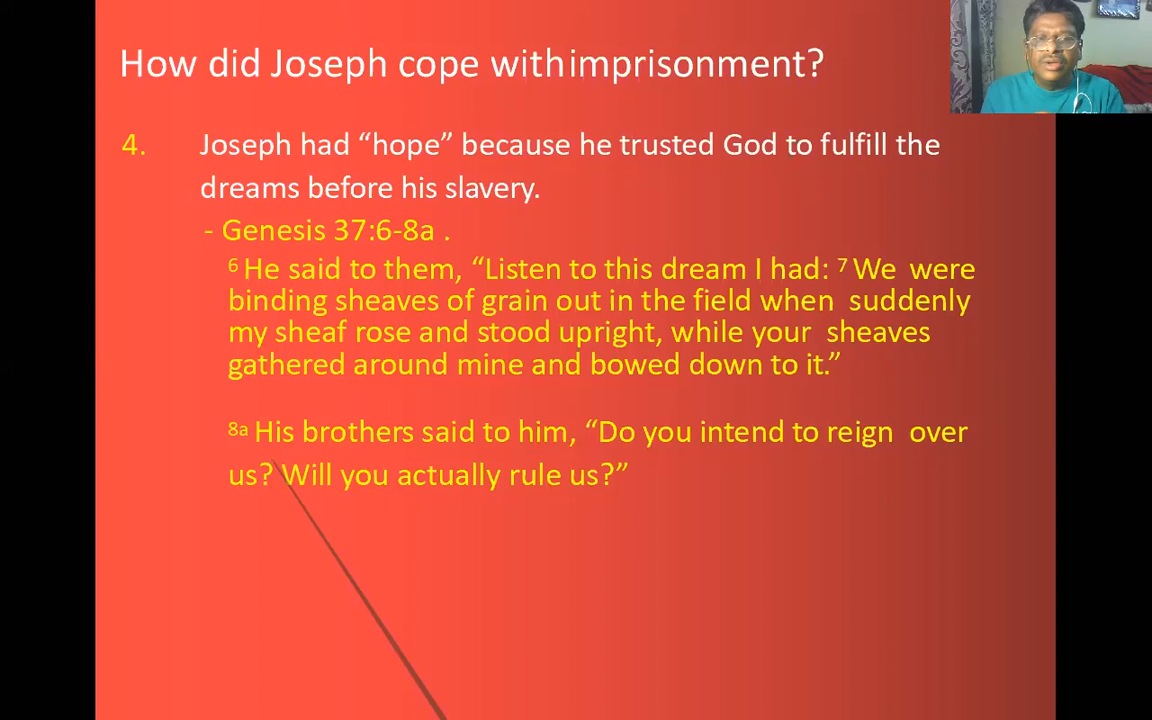 How did Joseph cope withimprisonment?
4. Joseph had “hope” because he trusted God to fulfill the
dreams before his slavery.
- Genesis 37:6-8a .
6 He said to them, “Listen to this dream I had: 7 We were
binding sheaves of grain out in the field when suddenly
my sheaf rose and stood upright, while your sheaves
gathered around mine and bowed down to it.”
8a His brothers said to him, “Do you intend to reign over
us? Will you actually rule us?”